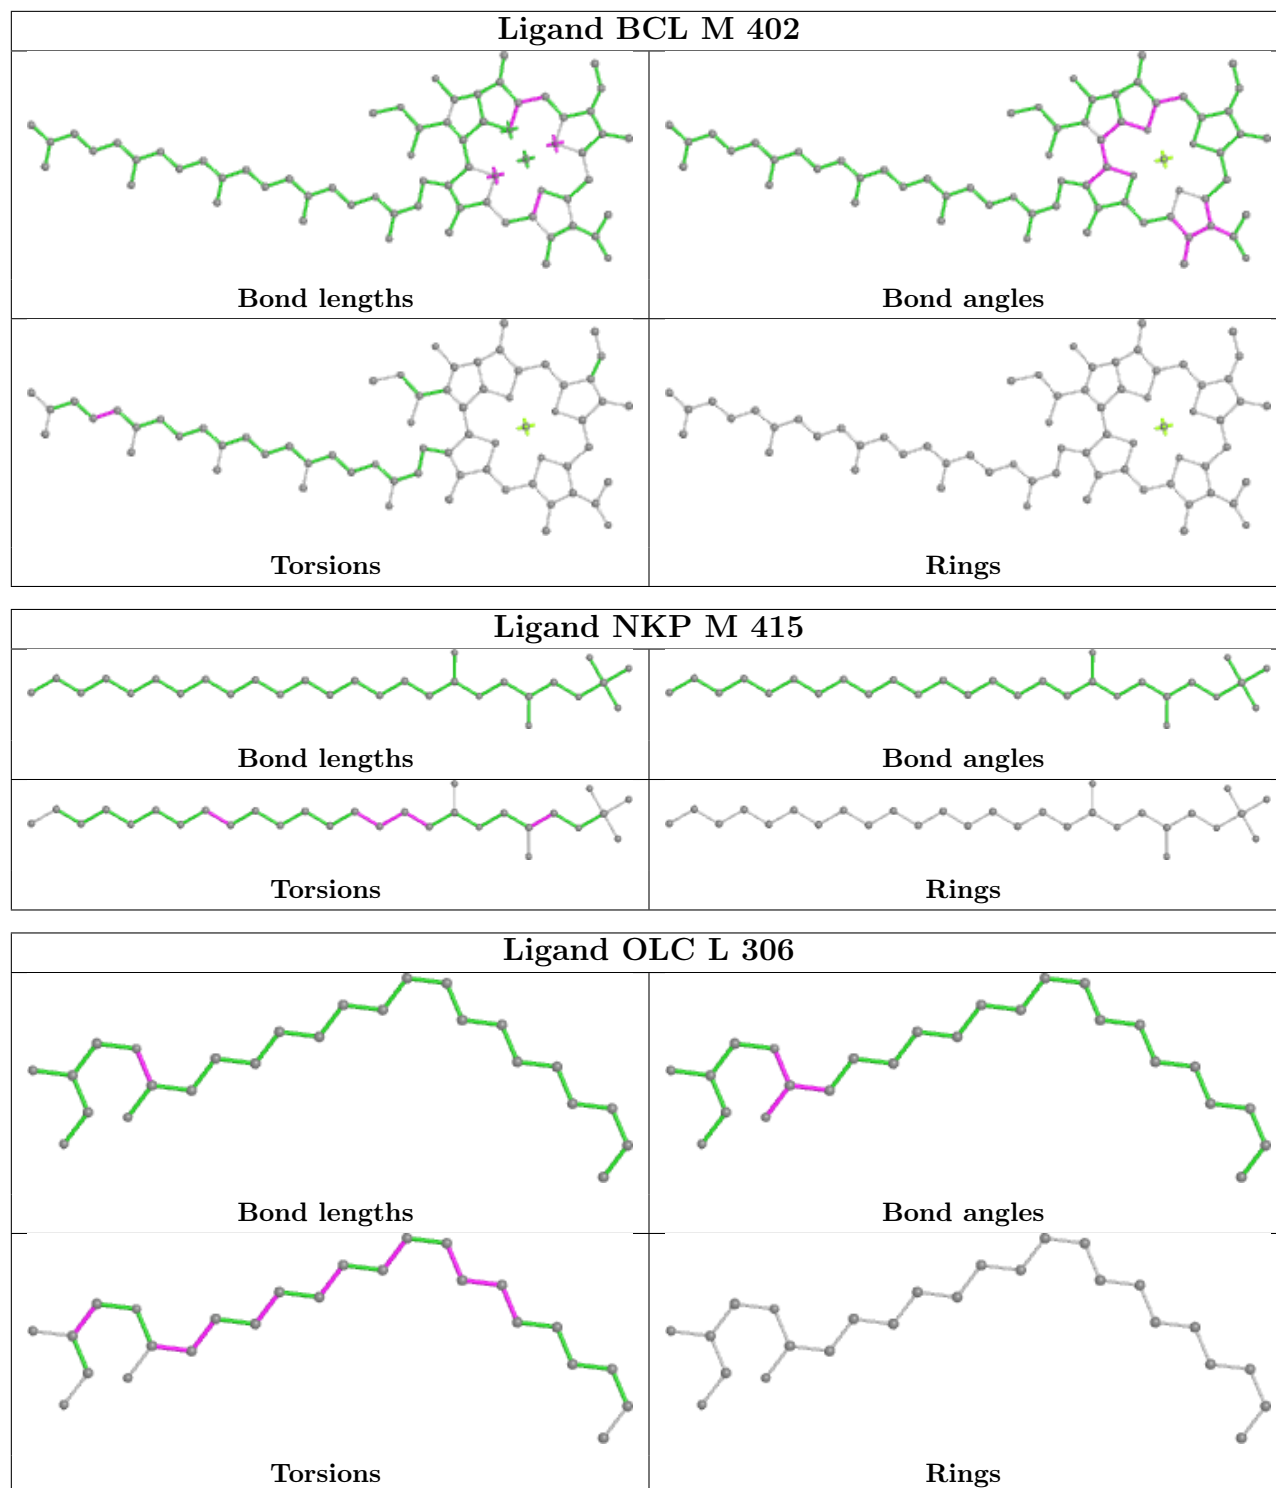 Ligand BCL M 402
Bond lengths
Bond angles
Torsions
Rings
Ligand NKP M 415
Bond lengths
Bond angles
Torsions
Rings
Ligand OLC L 306
Bond lengths
Bond angles
Torsions
Rings